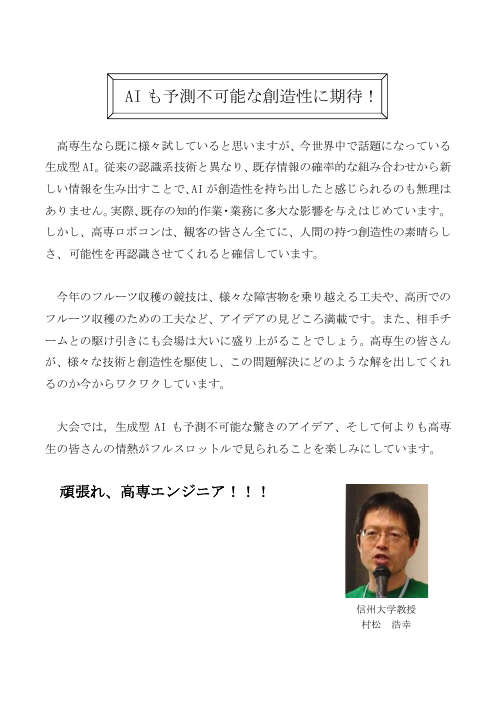 AI も予測不可能な創造性に期待！
高専生なら既に様々試していると思いますが、今世界中で話題になっている
生成型 AI。従来の認識系技術と異なり、既存情報の確率的な組み合わせから新
しい情報を生み出すことで、AI が創造性を持ち出したと感じられるのも無理は
ありません。実際、既存の知的作業・業務に多大な影響を与えはじめています。
しかし、高専ロボコンは、観客の皆さん全てに、人間の持つ創造性の素晴らし
さ、可能性を再認識させてくれると確信しています。
今年のフルーツ収穫の競技は、様々な障害物を乗り越える工夫や、高所での
フルーツ収穫のための工夫など、アイデアの見どころ満載です。また、相手チ
ームとの駆け引きにも会場は大いに盛り上がることでしょう。高専生の皆さん
が、様々な技術と創造性を駆使し、この問題解決にどのような解を出してくれ
るのか今からワクワクしています。
大会では，生成型 AI も予測不可能な驚きのアイデア、そして何よりも高専
生の皆さんの情熱がフルスロットルで見られることを楽しみにしています。
頑張れ、高専エンジニア！！！
信州大学教授
村松　浩幸